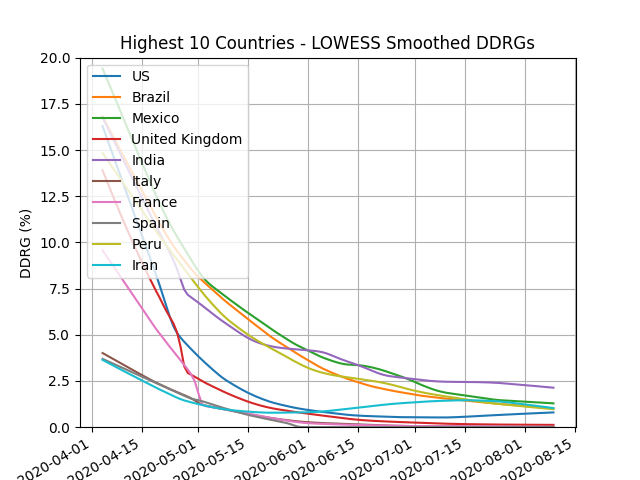 Highest 10 Countries - LOWESS Smoothed DDRGs
DDRG (%)
20.0
17.5
15.0
12.5
10.0
7.5
5.0
2.5
0.0
US
Brazil
Mexico
United Kingdom
India
Italy
France
Spain
Peru
Iran
2020-04-01
2020-04-15
2020-05-01
2020-05-15
2020-06-01
2020-06-15
2020-07-01
2020-07-15
2020-08-01
2020-08-15